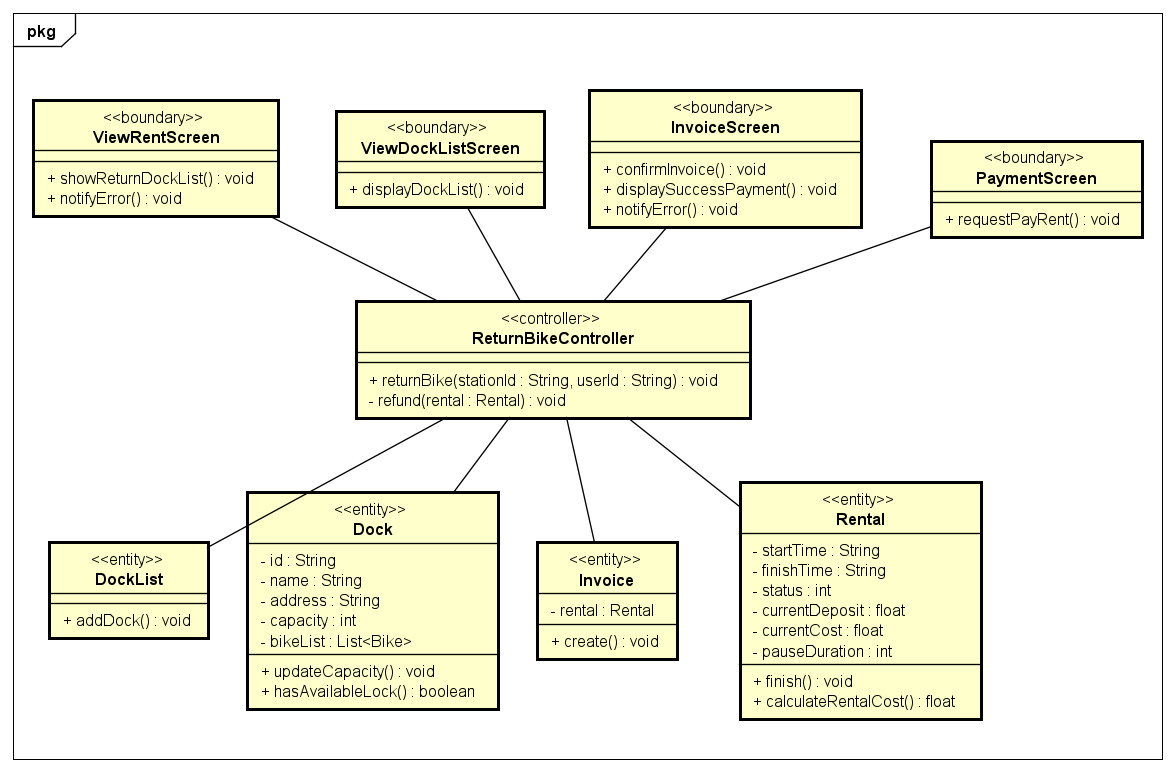 pkg
<<boundary>>
ViewRentScreen
+ showReturnDockList() : void
+ notifyError() : void
<<boundary>>
ViewDockListScreen
+ displayDockList() : void
<<boundary>>
InvoiceScreen
+ confirmInvoice() : void
+ displaySuccessPayment() : void
+ notifyError() : void
<<boundary>>
PaymentScreen
+ requestPayRent() : void
<<controller>>
ReturnBikeController
+ returnBike(stationId : String, userId : String) : void
- refund(rental : Rental) : void
<<entity>>
DockList
+ addDock() : void
<<entity>>
Dock
- id : String
- name : String
- address : String
- capacity : int
- bikeList : List<Bike>
+ updateCapacity() : void
+ hasAvailableLock() : boolean
<<entity>>
Invoice
- rental : Rental
+ create() : void
<<entity>>
Rental
- startTime : String
- finishTime : String
- status : int
- currentDeposit : float
- currentCost : float
- pauseDuration : int
+ finish() : void
+ calculateRentalCost() : float